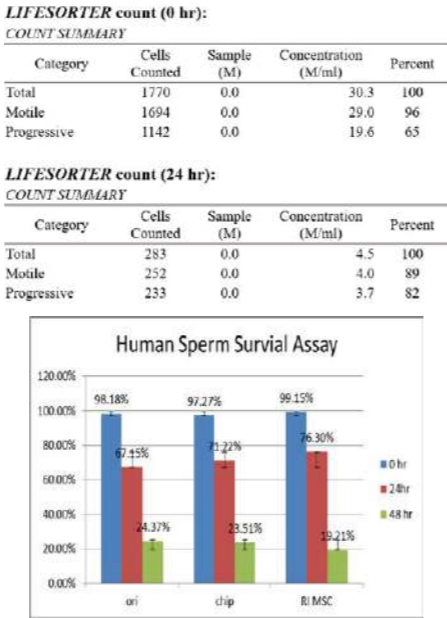 LIFESORTER count (0 hr):
COUNT SUMMARY
Category Cells Counted Sample (M) Concentration (M/ml) Percent
Total 1770 0.0 30.3 100
Motile 1694 0.0 29.0 96
Progressive 1142 0.0 19.6 65
LIFESORTER count (24 hr):
COUNT SUMMARY
Category Cells Counted Sample (M) Concentration (M/ml) Percent
Total 283 0.0 4.5 100
Motile 252 0.0 4.0 89
Progressive 233 0.0 3.7 82
Human Sperm Survial Assay
120.00%
100.00%
80.00%
60.00%
40.00%
20.00%
0.00%
98.18% 97.27% 99.15%
67.15% 71.22% 76.30%
24.37% 23.51% 19.21%
0 hr
24hr
48 hr
ori chip RI MSC